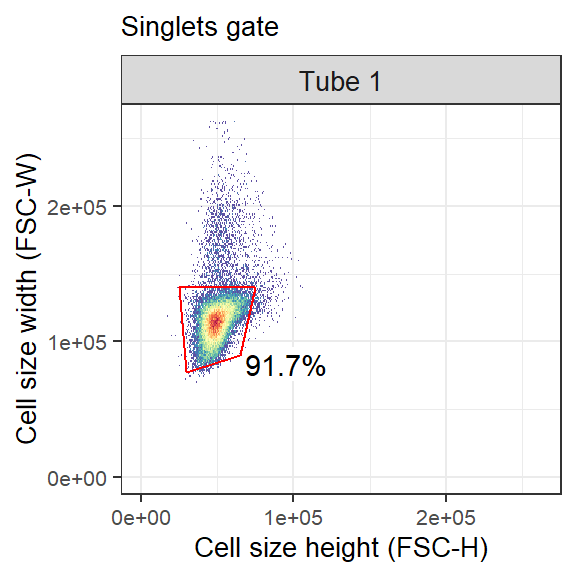 Singlets gate
Tube 1
Cell size width (FSC-W)
2e+05
1e+05
0e+00
91.7%
0e+00 1e+05 2e+05
Cell size height (FSC-H)